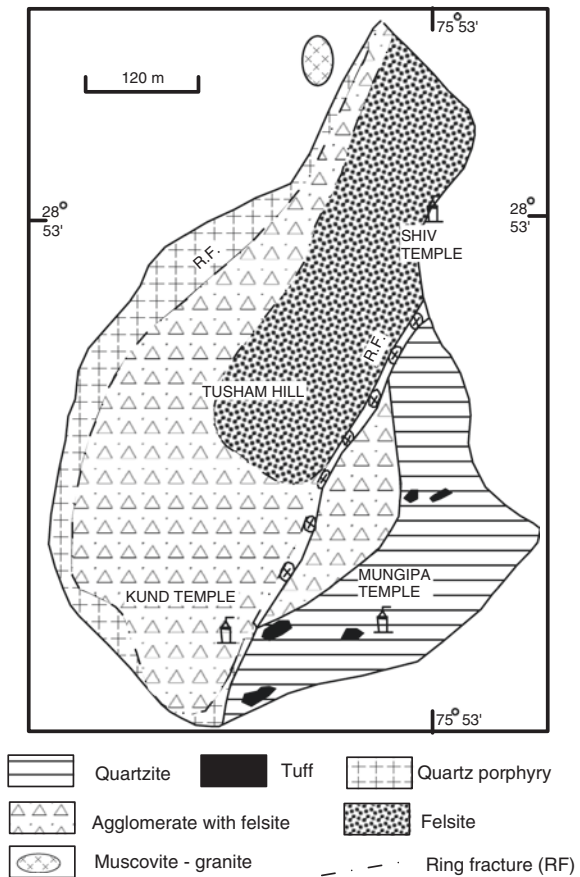 75° 53'
120 m
28°
53'
28°
53'
SHIV
TEMPLE
R.F.
R.F.
TUSHAM HILL
MUNGIPA
TEMPLE
KUND TEMPLE
75° 53'
Quartzite
Tuff
Quartz porphyry
Agglomerate with felsite
Felsite
Muscovite - granite
Ring fracture (RF)